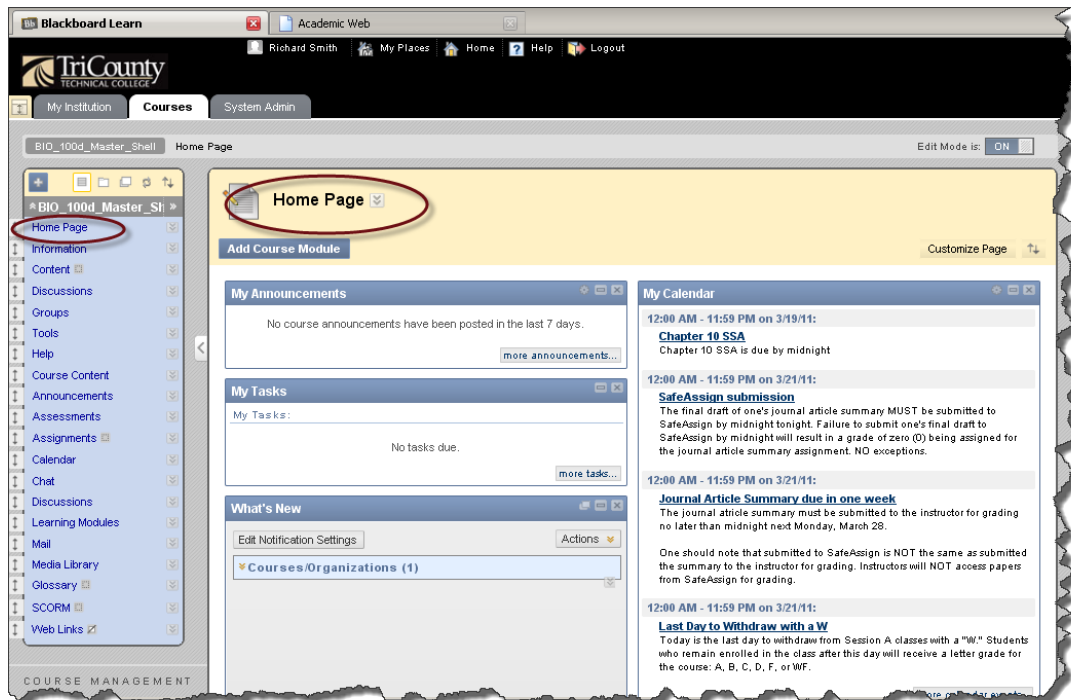 Blackboard Learn
Academic Web
Richard Smith My Places Home ? Help Logout
TriCounty
TECHNICAL COLLEGE
My Institution Courses System Admin
BIO_100d_Master_Shell Home Page Edit Mode is: ON
BIO_100d_Master_Sh
Home Page
Information
Content
Discussions
Groups
Tools
Help
Course Content
Announcements
Assessments
Assignments
Calendar
Chat
Discussions
Learning Modules
Mail
Media Library
Glossary
SCORM
Web Links
COURSE MANAGEMENT
Home Page
Add Course Module
Customize Page
My Announcements
No course announcements have been posted in the last 7 days.
more announcements...
My Tasks
My Tasks:
No tasks due.
more tasks...
What's New
Edit Notification Settings
Actions
Courses/Organizations (1)
My Calendar
12:00 AM - 11:59 PM on 3/19/11:
Chapter 10 SSA
Chapter 10 SSA is due by midnight
12:00 AM - 11:59 PM on 3/21/11:
SafeAssign submission
The final draft of one's journal article summary MUST be submitted to
SafeAssign by midnight tonight. Failure to submit one's final draft to
SafeAssign by midnight will result in a grade of zero (0) being assigned for
the journal article summary assignment. NO exceptions.
12:00 AM - 11:59 PM on 3/21/11:
Journal Article Summary due in one week
The journal atricle summary must be submitted to the instructor for grading
no later than midnight next Monday, March 28.
One should note that submitted to SafeAssign is NOT the same as submitted
the summary to the instructor for grading. Instructors will NOT access papers
from SafeAssign for grading.
12:00 AM - 11:59 PM on 3/21/11:
Last Day to Withdraw with a W
Today is the last day to withdraw from Session A classes with a "W." Students
who remain enrolled in the class after this day will receive a letter grade for
the course: A, B, C, D, F, or WF.